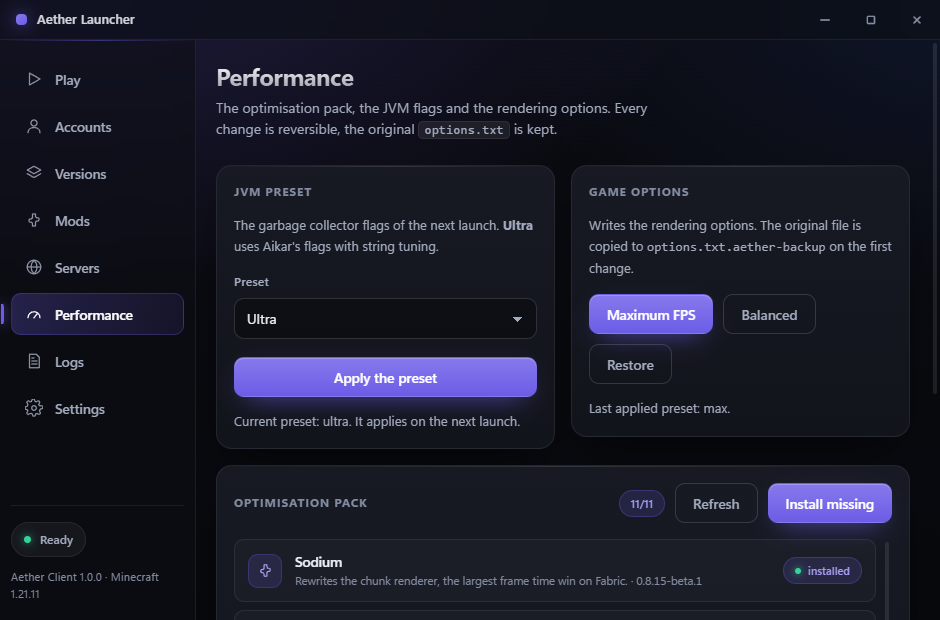 Aether Launcher
Play
Accounts
Versions
Mods
Servers
Performance
Logs
Settings
Ready
Aether Client 1.0.0 · Minecraft
1.21.11
Performance
The optimisation pack, the JVM flags and the rendering options. Every
change is reversible, the original options.txt is kept.
JVM PRESET
The garbage collector flags of the next launch. Ultra
uses Aikar's flags with string tuning.
Preset
Ultra
Apply the preset
Current preset: ultra. It applies on the next launch.
GAME OPTIONS
Writes the rendering options. The original file is
copied to options.txt.aether-backup on the first
change.
Maximum FPS
Balanced
Restore
Last applied preset: max.
OPTIMISATION PACK
11/11
Refresh
Install missing
Sodium
Rewrites the chunk renderer, the largest frame time win on Fabric. · 0.8.15-beta.1
installed